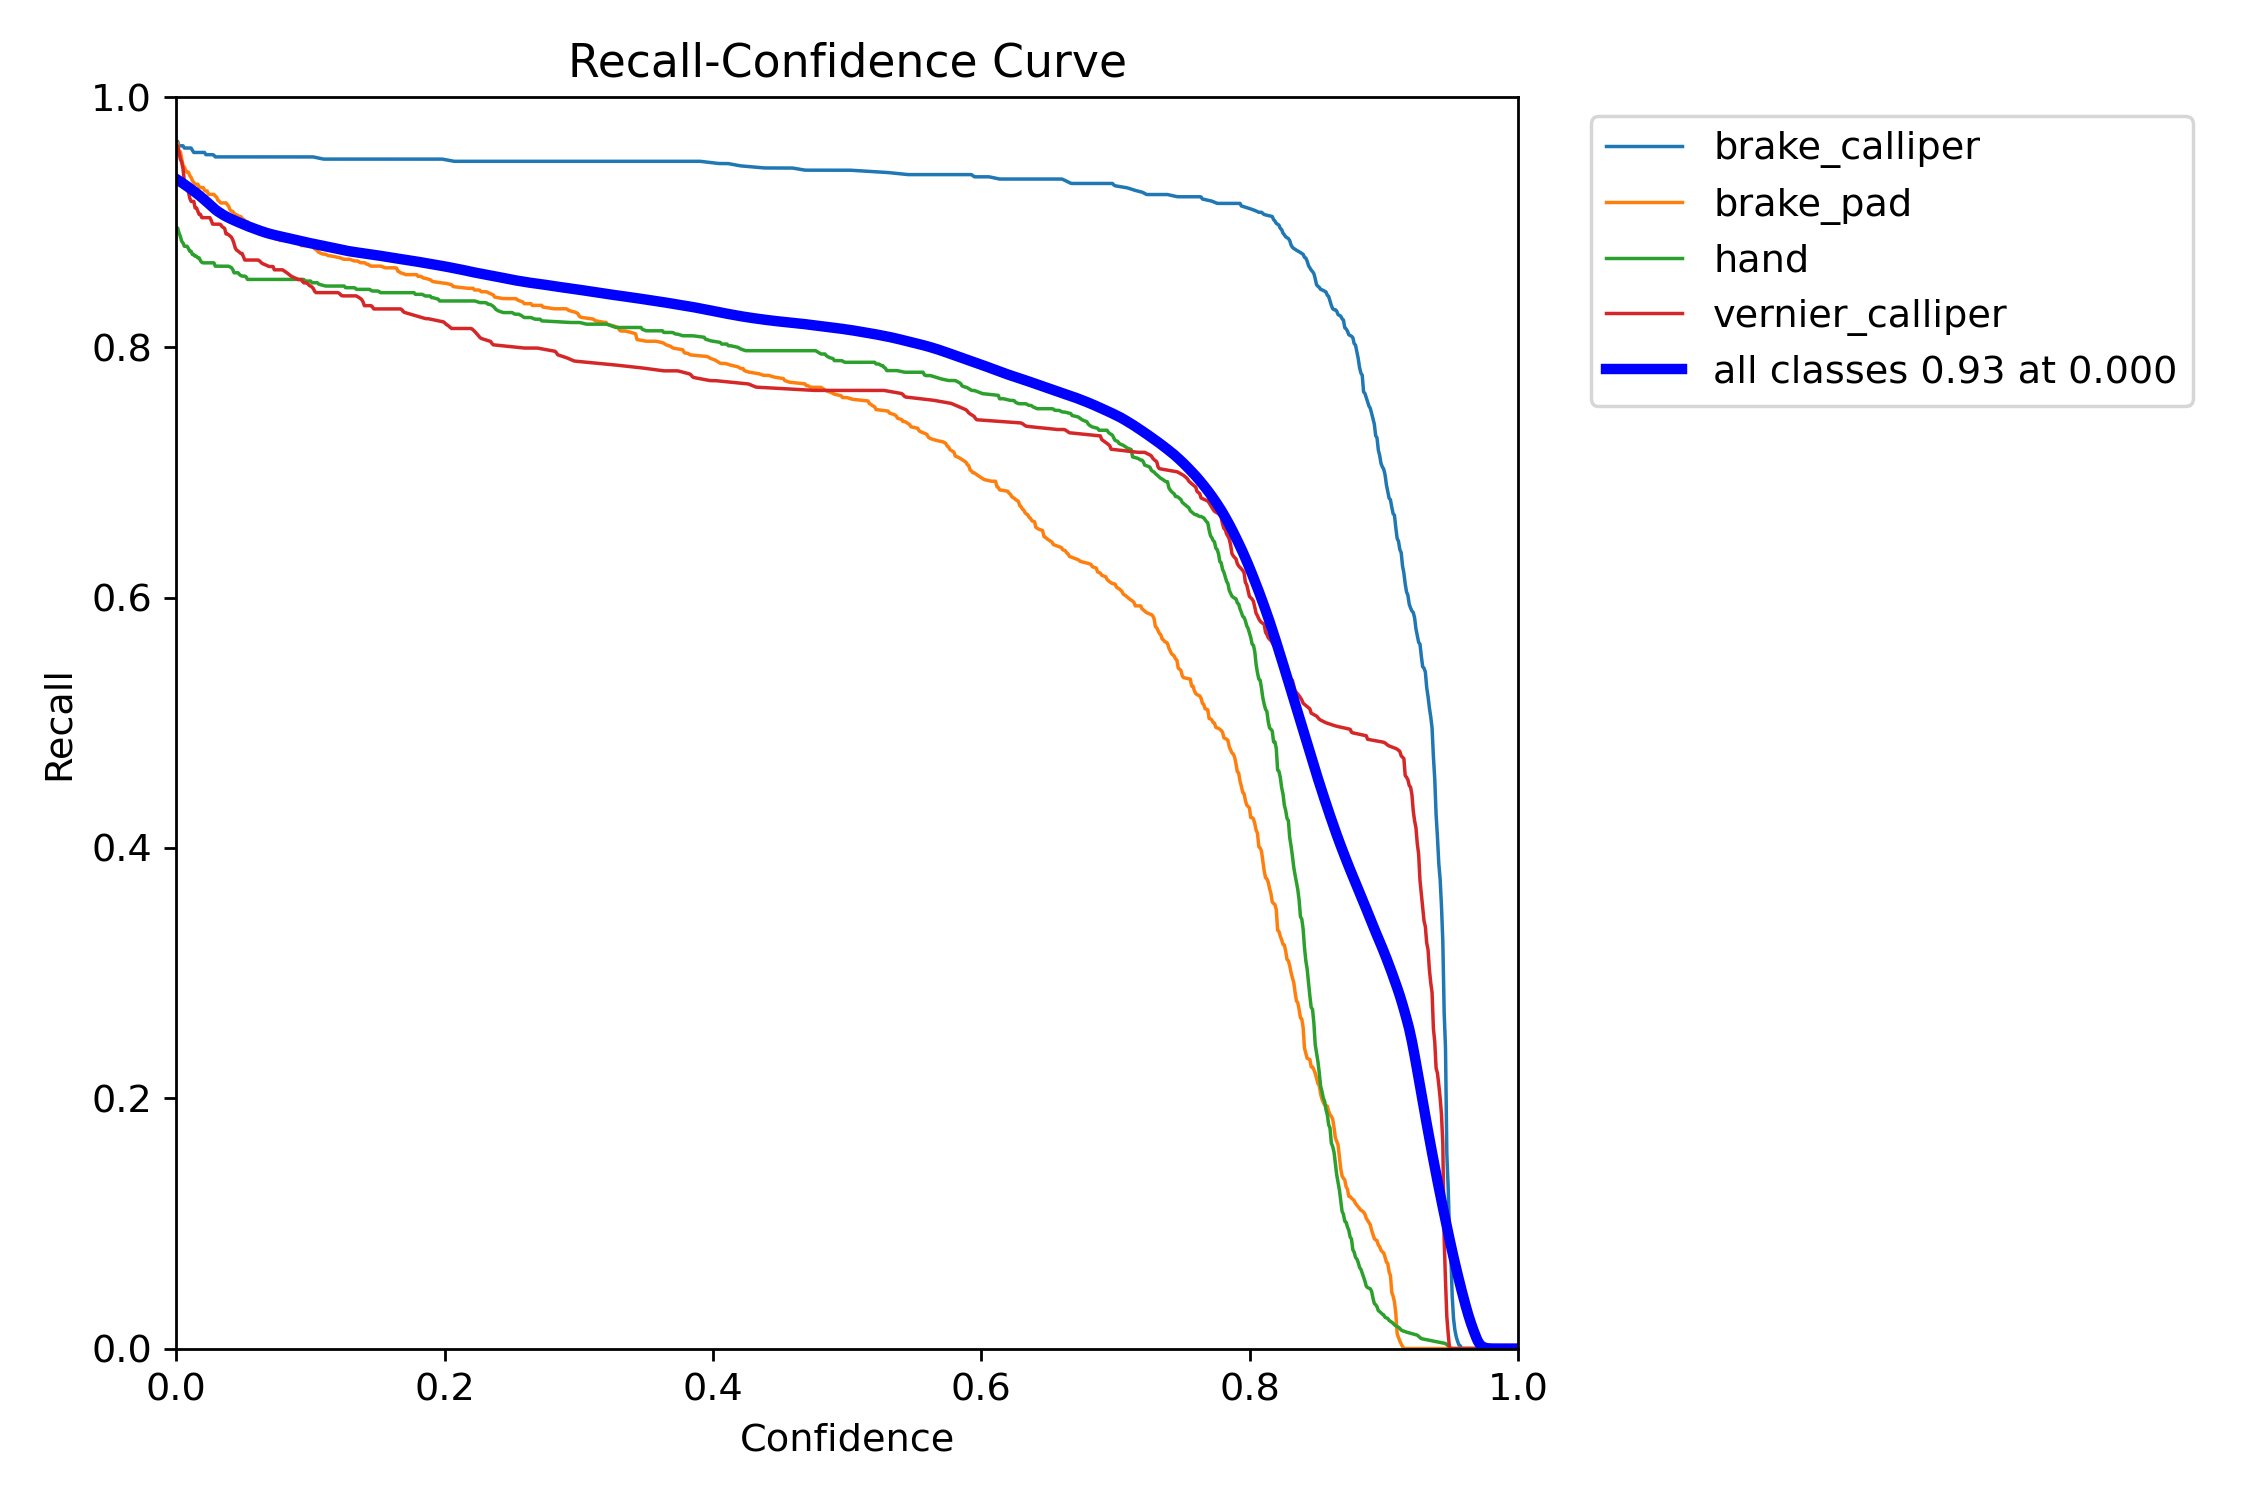 Recall-Confidence Curve
1.0
0.8
0.6
0.4
0.2
0.0
Recall
0.0 0.2 0.4 0.6 0.8 1.0
Confidence
brake_calliper
brake_pad
hand
vernier_calliper
all classes 0.93 at 0.000